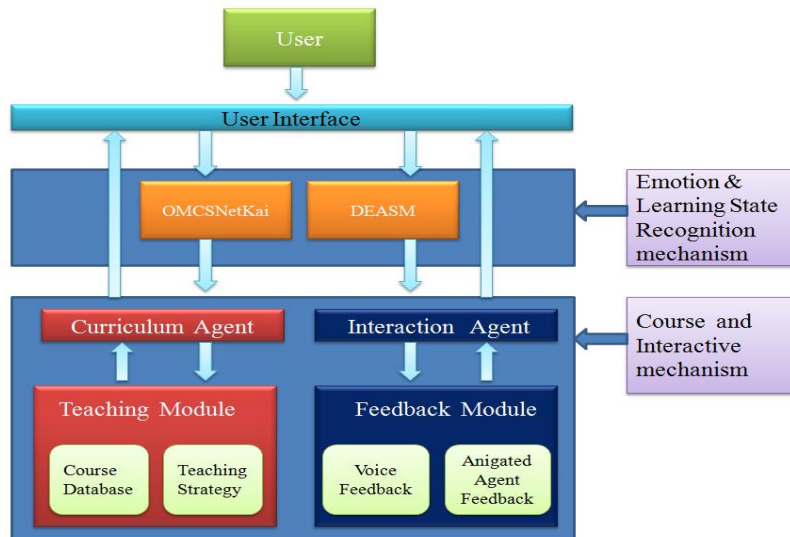 User
User Interface
OMCSNetKai
DEASM
Emotion &
Learning State
Recognition
mechanism
Curriculum Agent
Interaction Agent
Course and
Interactive
mechanism
Teaching Module
Feedback Module
Course
Database
Teaching
Strategy
Voice
Feedback
Anigated
Agent
Feedback